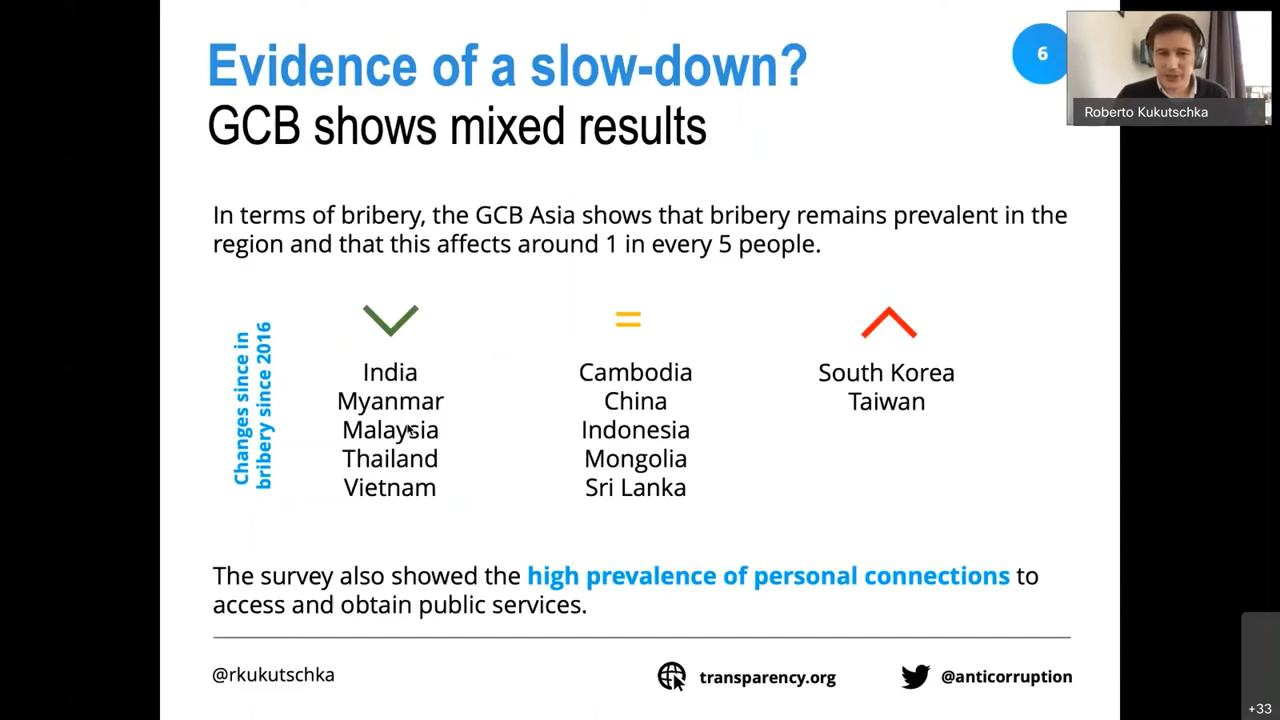 Evidence of a slow-down?
6
GCB shows mixed results
Roberto Kukutschka
In terms of bribery, the GCB Asia shows that bribery remains prevalent in the
region and that this affects around 1 in every 5 people.
Changes since in
bribery since 2016
=
India
Myanmar
Malaysia
Thailand
Vietnam
Cambodia
China
Indonesia
Mongolia
Sri Lanka
South Korea
Taiwan
The survey also showed the high prevalence of personal connections to
access and obtain public services.
@rkukutschka
transparency.org
@anticorruption
+33